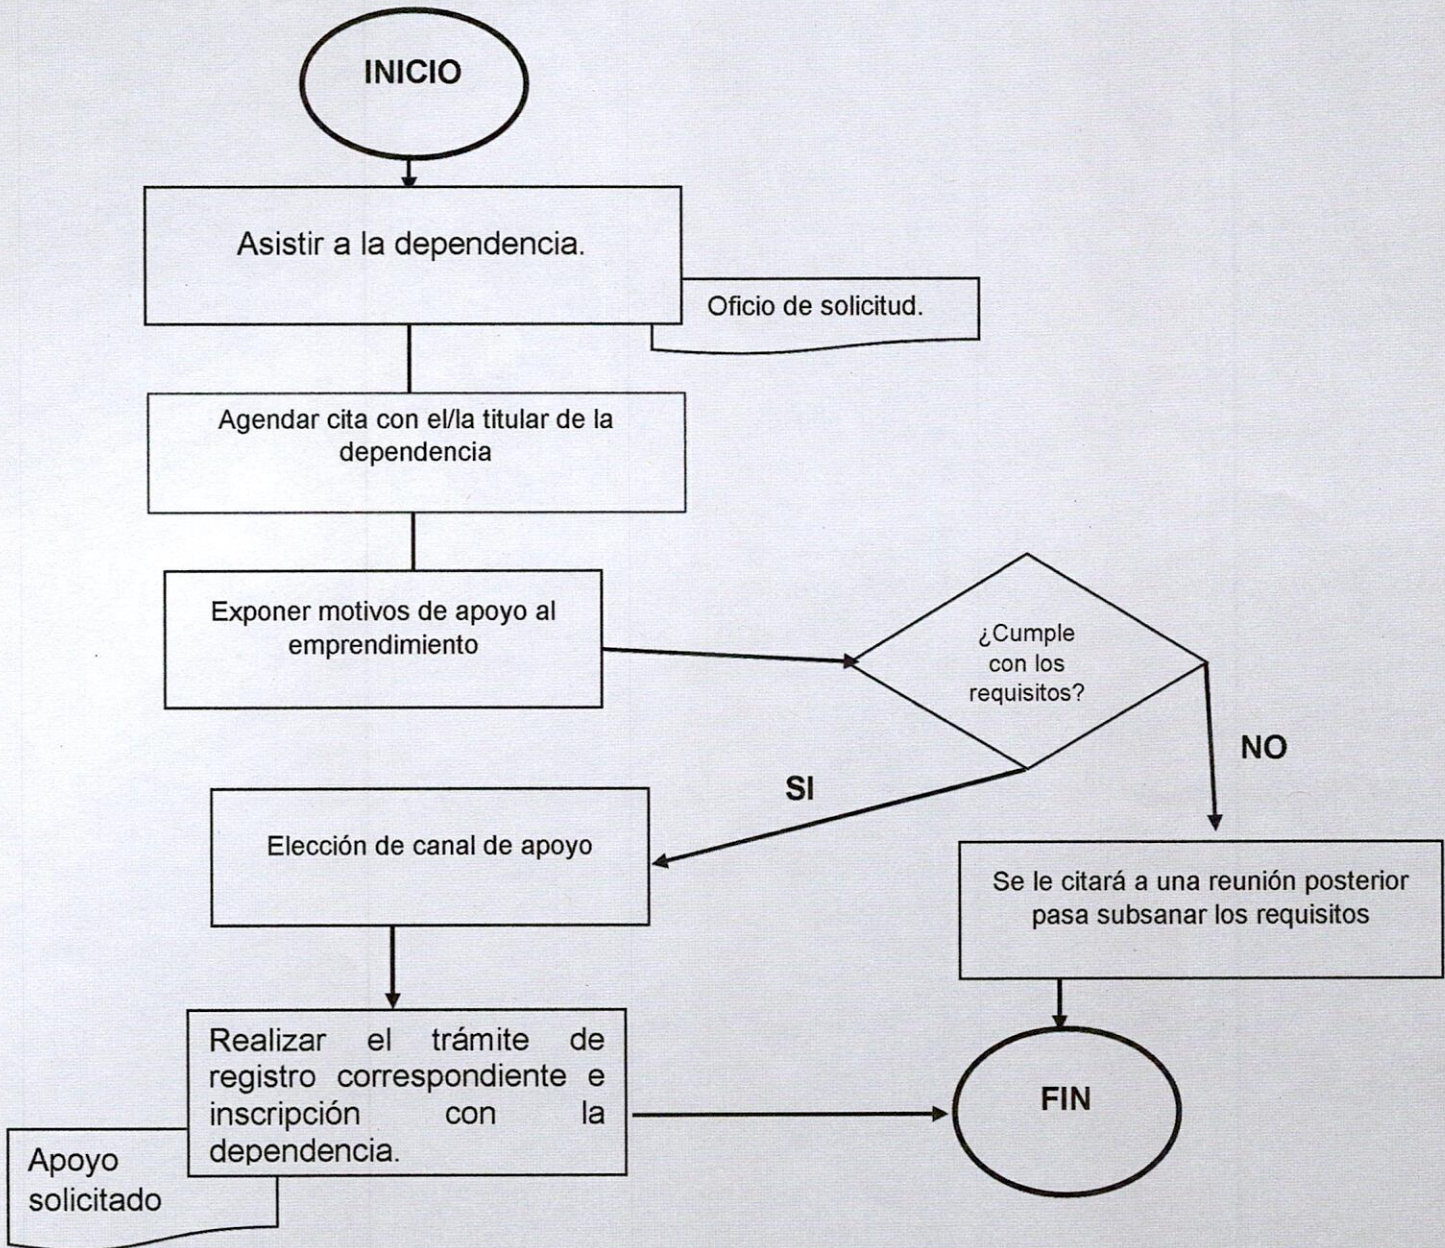 INICIO
Asistir a la dependencia.
Oficio de solicitud.
Agendar cita con el/la titular de la
dependencia
Exponer motivos de apoyo al
emprendimiento
¿Cumple
con los
requisitos?
NO
SI
Elección de canal de apoyo
Se le citará a una reunión posterior
pasa subsanar los requisitos
Realizar el trámite de
registro correspondiente e
inscripción con la
dependencia.
FIN
Apoyo
solicitado